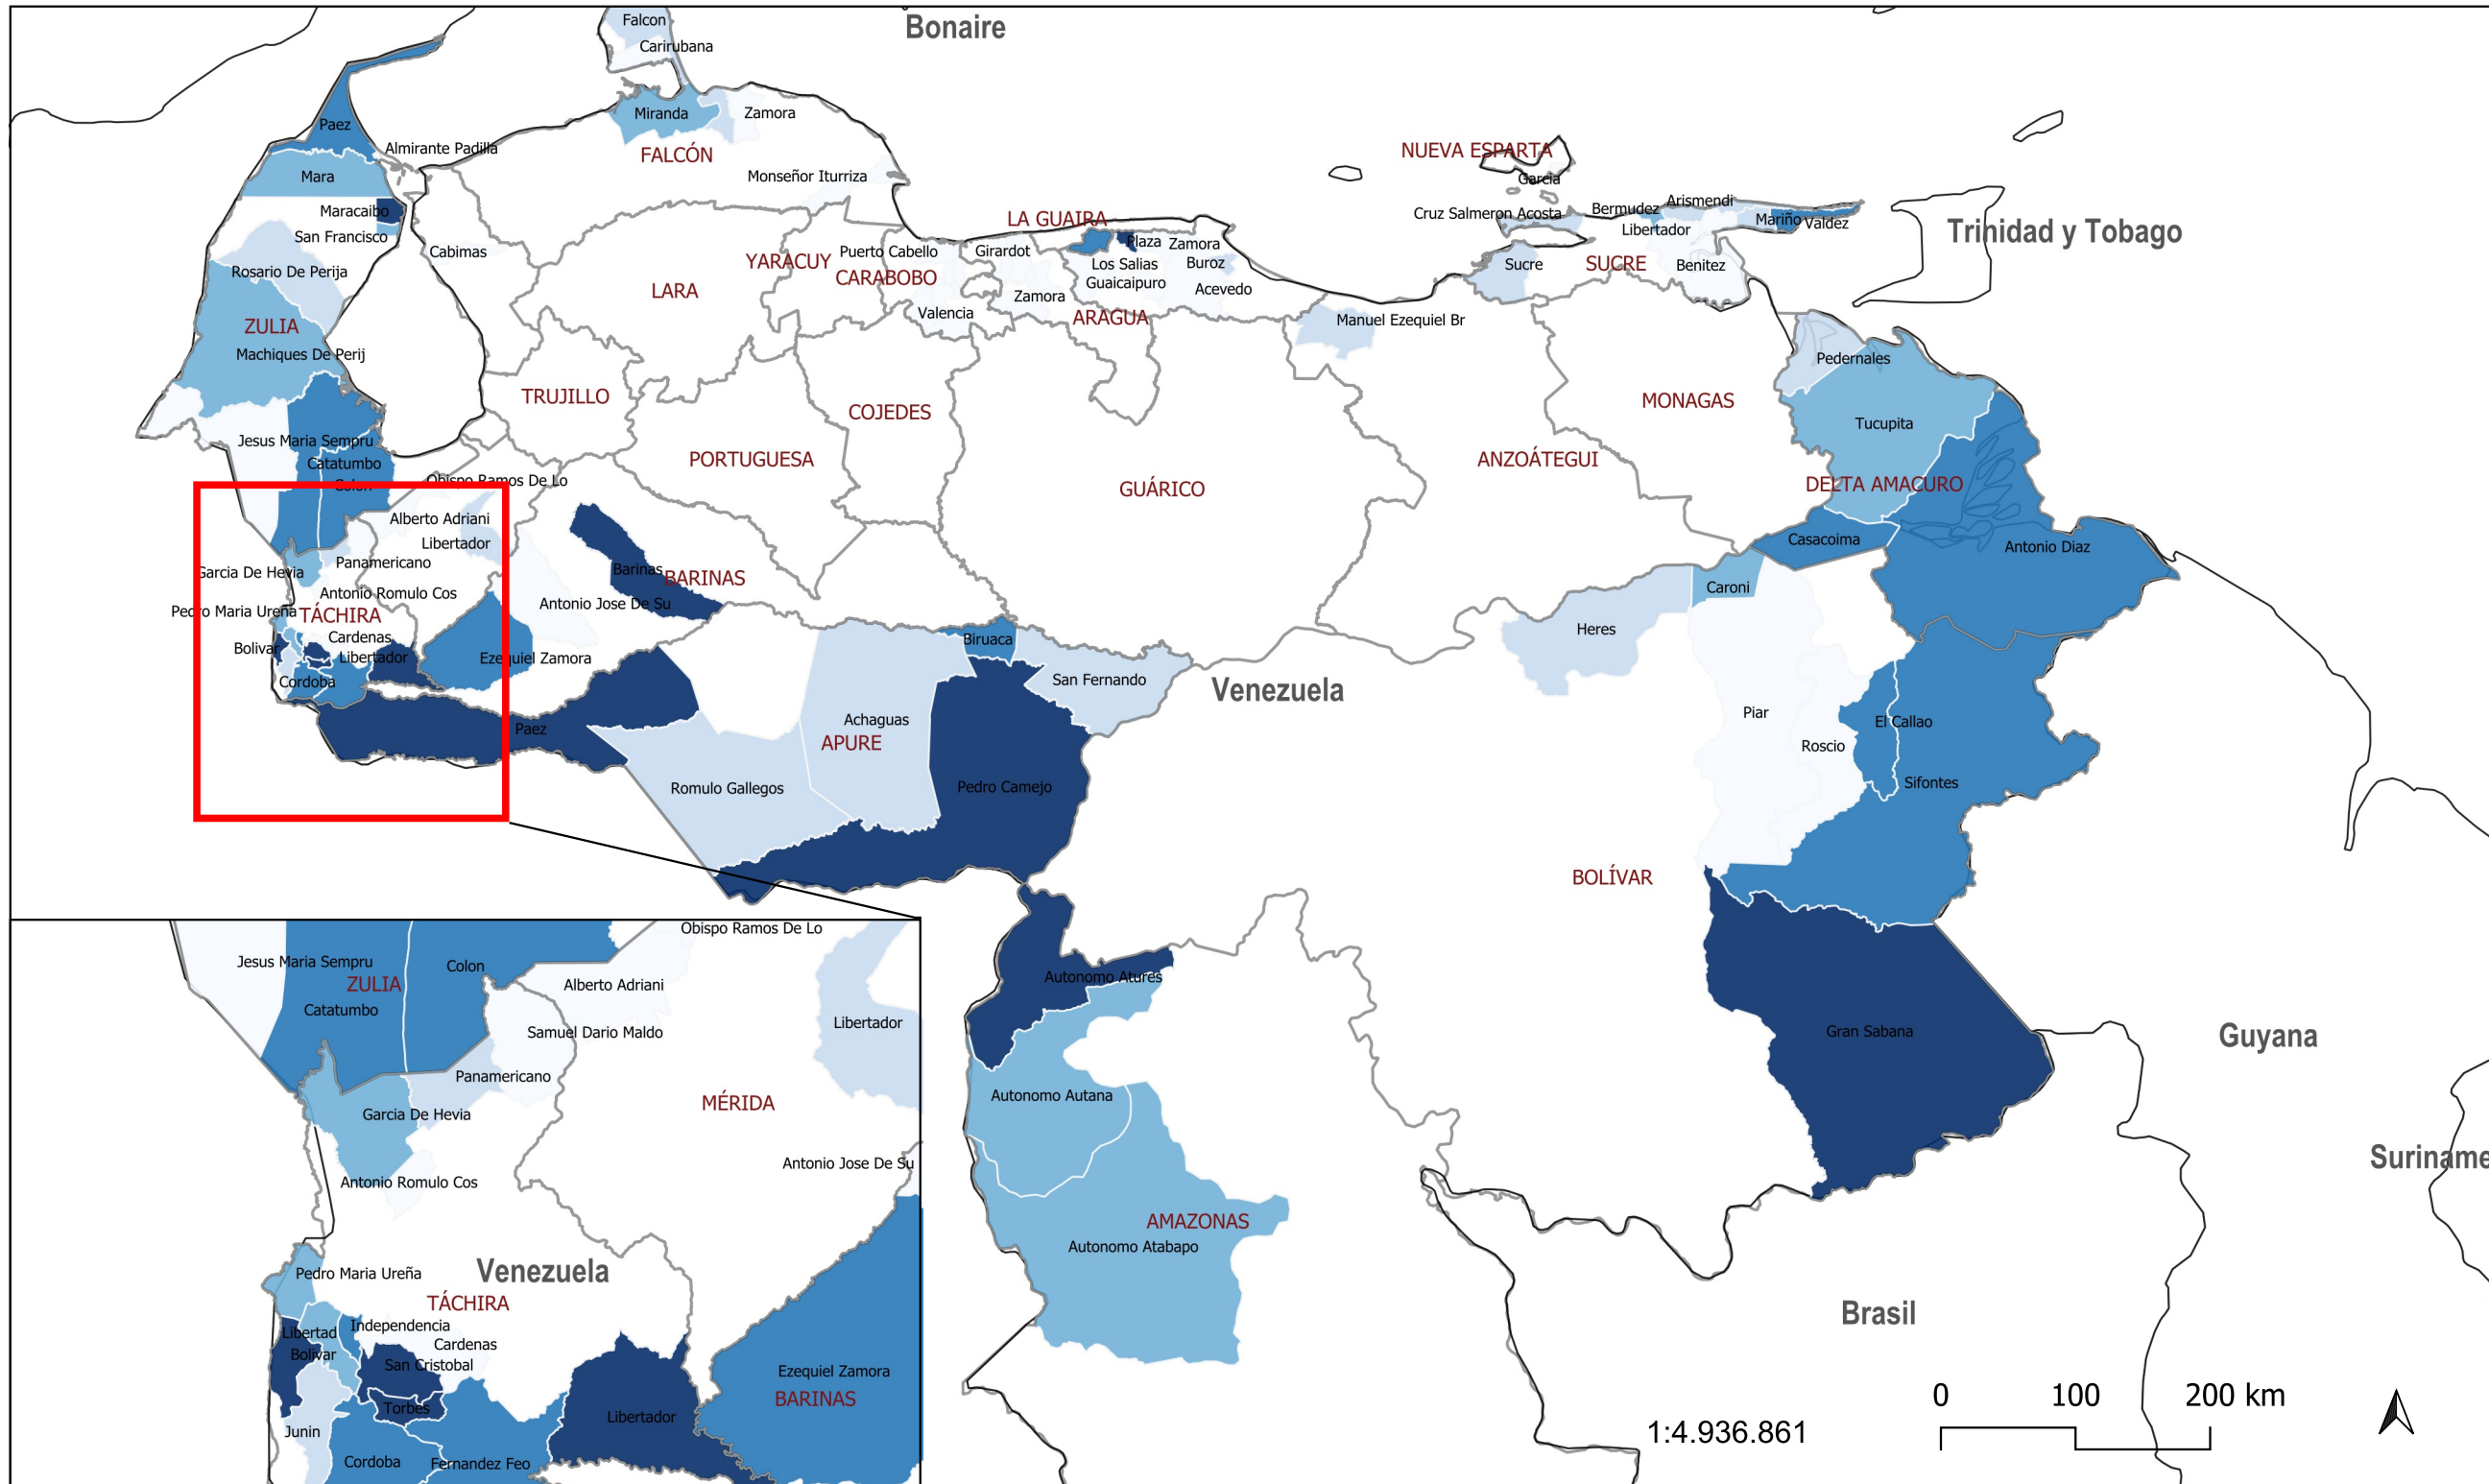 Falcon
Bonaire
Carirubana
Miranda
Zamora
Paez
Almirante Padilla
FALCÓN
NUEVA ESPARTA
Mara
Monseñor Iturriza
Garcia
Maracaibo
LA GUAIRA
Cruz Salmeron Acosta
Bermudez
Arismendi
Mariño
Valdez
Trinidad y Tobago
San Francisco
Cabimas
Puerto Cabello
Girardot
Plaza
Zamora
Libertador
YARACUY
CARABOBO
Los Salias
Buroz
Sucre
SUCRE
Benitez
Rosario De Perija
LARA
Guaicaipuro
Acevedo
Zamora
Valencia
ARAGUA
Manuel Ezequiel Br
ZULIA
Machiques De Perij
Pedernales
TRUJILLO
COJEDES
MONAGAS
Tucupita
Jesus Maria Sempru
Catatumbo
PORTUGUESA
ANZOÁTEGUI
Colon
Obispo Ramos De Lo
GUÁRICO
DELTA AMACURO
Alberto Adriani
Libertador
Casacoima
Antonio Diaz
Panamericano
Garcia De Hevia
Barinas
BARINAS
Caroni
Antonio Romulo Cos
Antonio Jose De Su
Pedro Maria Ureña
TÁCHIRA
Cardenas
Heres
Bolivar
Libertador
Ezequiel Zamora
Biruaca
Cordoba
San Fernando
Venezuela
Paez
Achaguas
APURE
Piar
El Callao
Roscio
Romulo Gallegos
Pedro Camejo
Sifontes
BOLÍVAR
Autonomo Atures
Gran Sabana
Guyana
Autonomo Autana
Suriname
AMAZONAS
Autonomo Atabapo
Brasil
Obispo Ramos De Lo
Jesus Maria Sempru
Colon
ZULIA
Alberto Adriani
Catatumbo
Samuel Dario Maldo
Libertador
Panamericano
MÉRIDA
Garcia De Hevia
Antonio Jose De Su
Antonio Romulo Cos
Pedro Maria Ureña
Venezuela
TÁCHIRA
Libertad
Independencia
Cardenas
Bolivar
San Cristobal
Ezequiel Zamora
BARINAS
Torbes
Libertador
Junin
Cordoba
Fernandez Feo
0 100 200 km
1:4.936.861